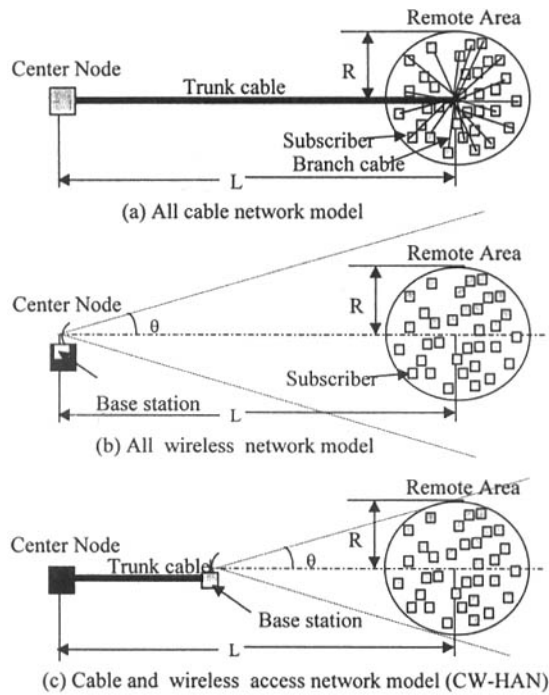 Remote Area
R
Center Node
Trunk cable
Subscriber
Branch cable
L
(a) All cable network model
Remote Area
R
Center Node
θ
Subscriber
Base station
L
(b) All wireless network model
Remote Area
R
Center Node
Trunk cable
θ
Base station
L
(c) Cable and wireless access network model (CW-HAN)